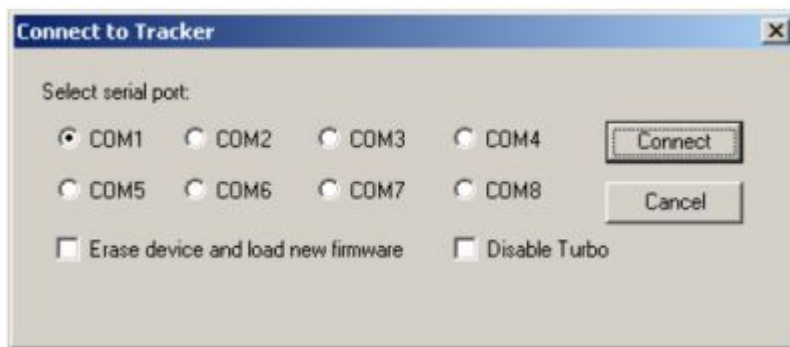 Connect to Tracker
Select serial port:
COM1 COM2 COM3 COM4 Connect
COM5 COM6 COM7 COM8 Cancel
Erase device and load new firmware Disable Turbo